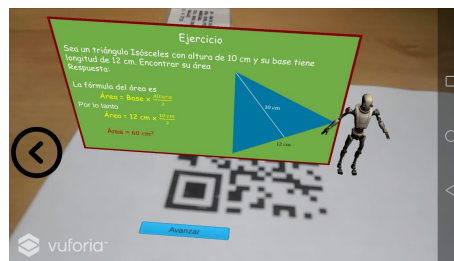 Ejercicio
Sea un triángulo Isósceles con altura de 10 cm y su base tiene
longitud de 12 cm. Encontrar su área
Respuesta:
La fórmula del área es
Área = Base x altura/2
Por lo tanto
Área = 12 cm x 10 cm/2
Área = 60 cm²
10 cm
12 cm
Avanzar
vuforia™